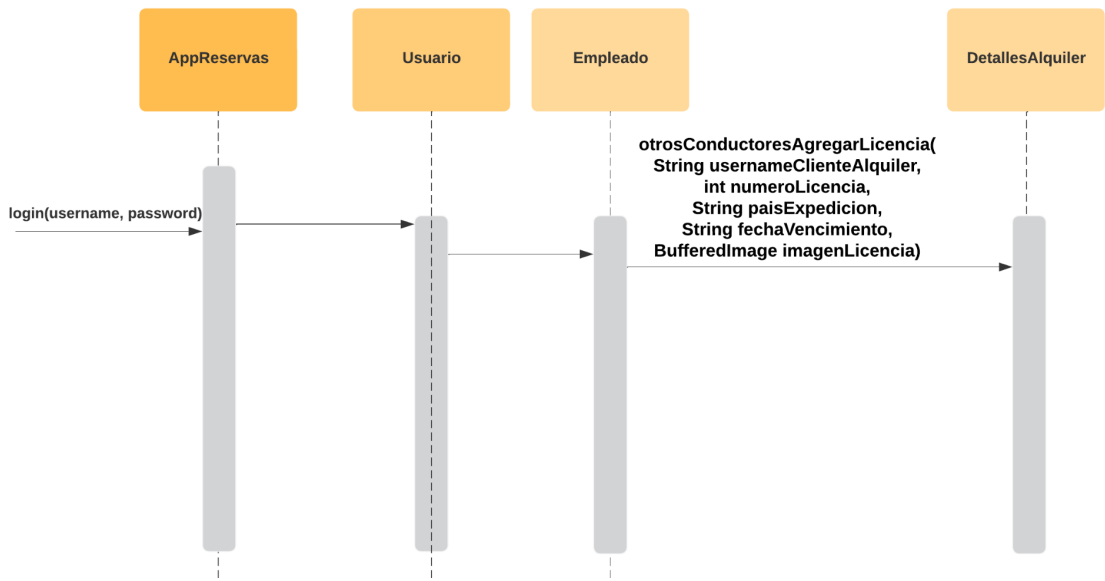 AppReservas
Usuario
Empleado
DetallesAlquiler
otrosConductoresAgregarLicencia(
String usernameClienteAlquiler,
int numeroLicencia,
String paisExpedicion,
String fechaVencimiento,
BufferedImage imagenLicencia)
login(username, password)